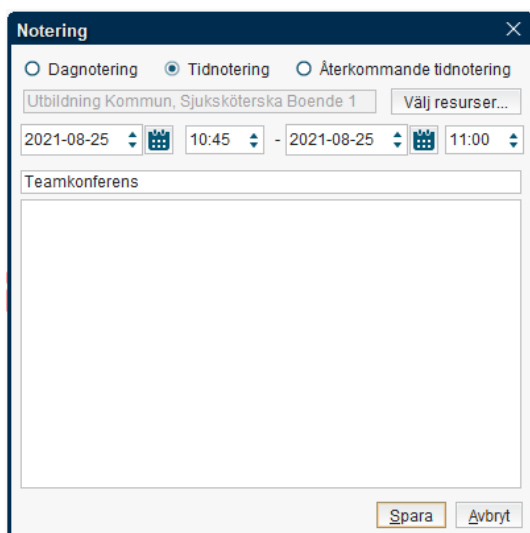 Notering
Dagnotering Tidnotering Återkommande tidnotering
Utbildning Kommun, Sjuksköterska Boende 1 Välj resurser...
2021-08-25 10:45 - 2021-08-25 11:00
Teamkonferens
Spara Avbryt